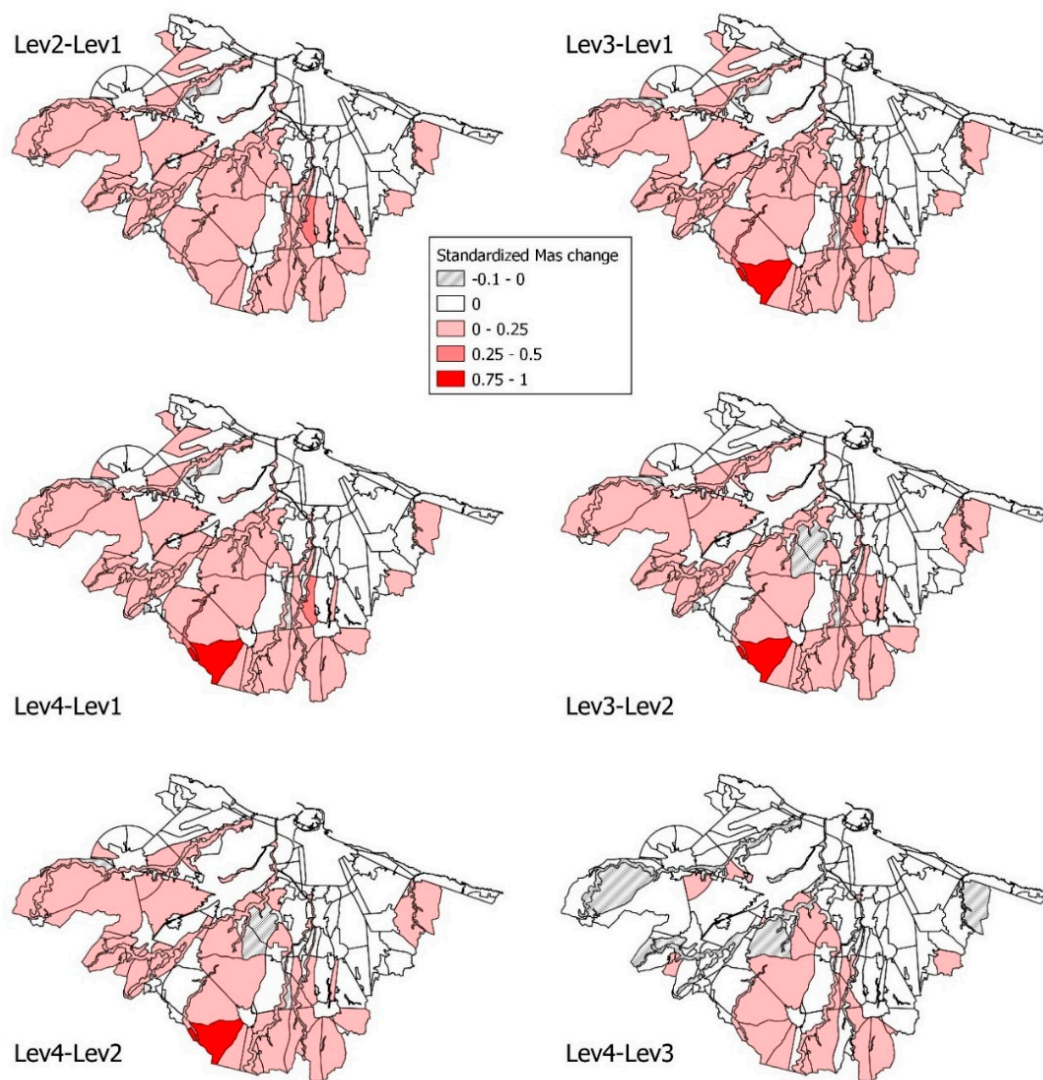 Lev2-Lev1
Lev3-Lev1
Standardized Mas change
-0.1 - 0
0
0 - 0.25
0.25 - 0.5
0.75 - 1
Lev4-Lev1
Lev3-Lev2
Lev4-Lev2
Lev4-Lev3